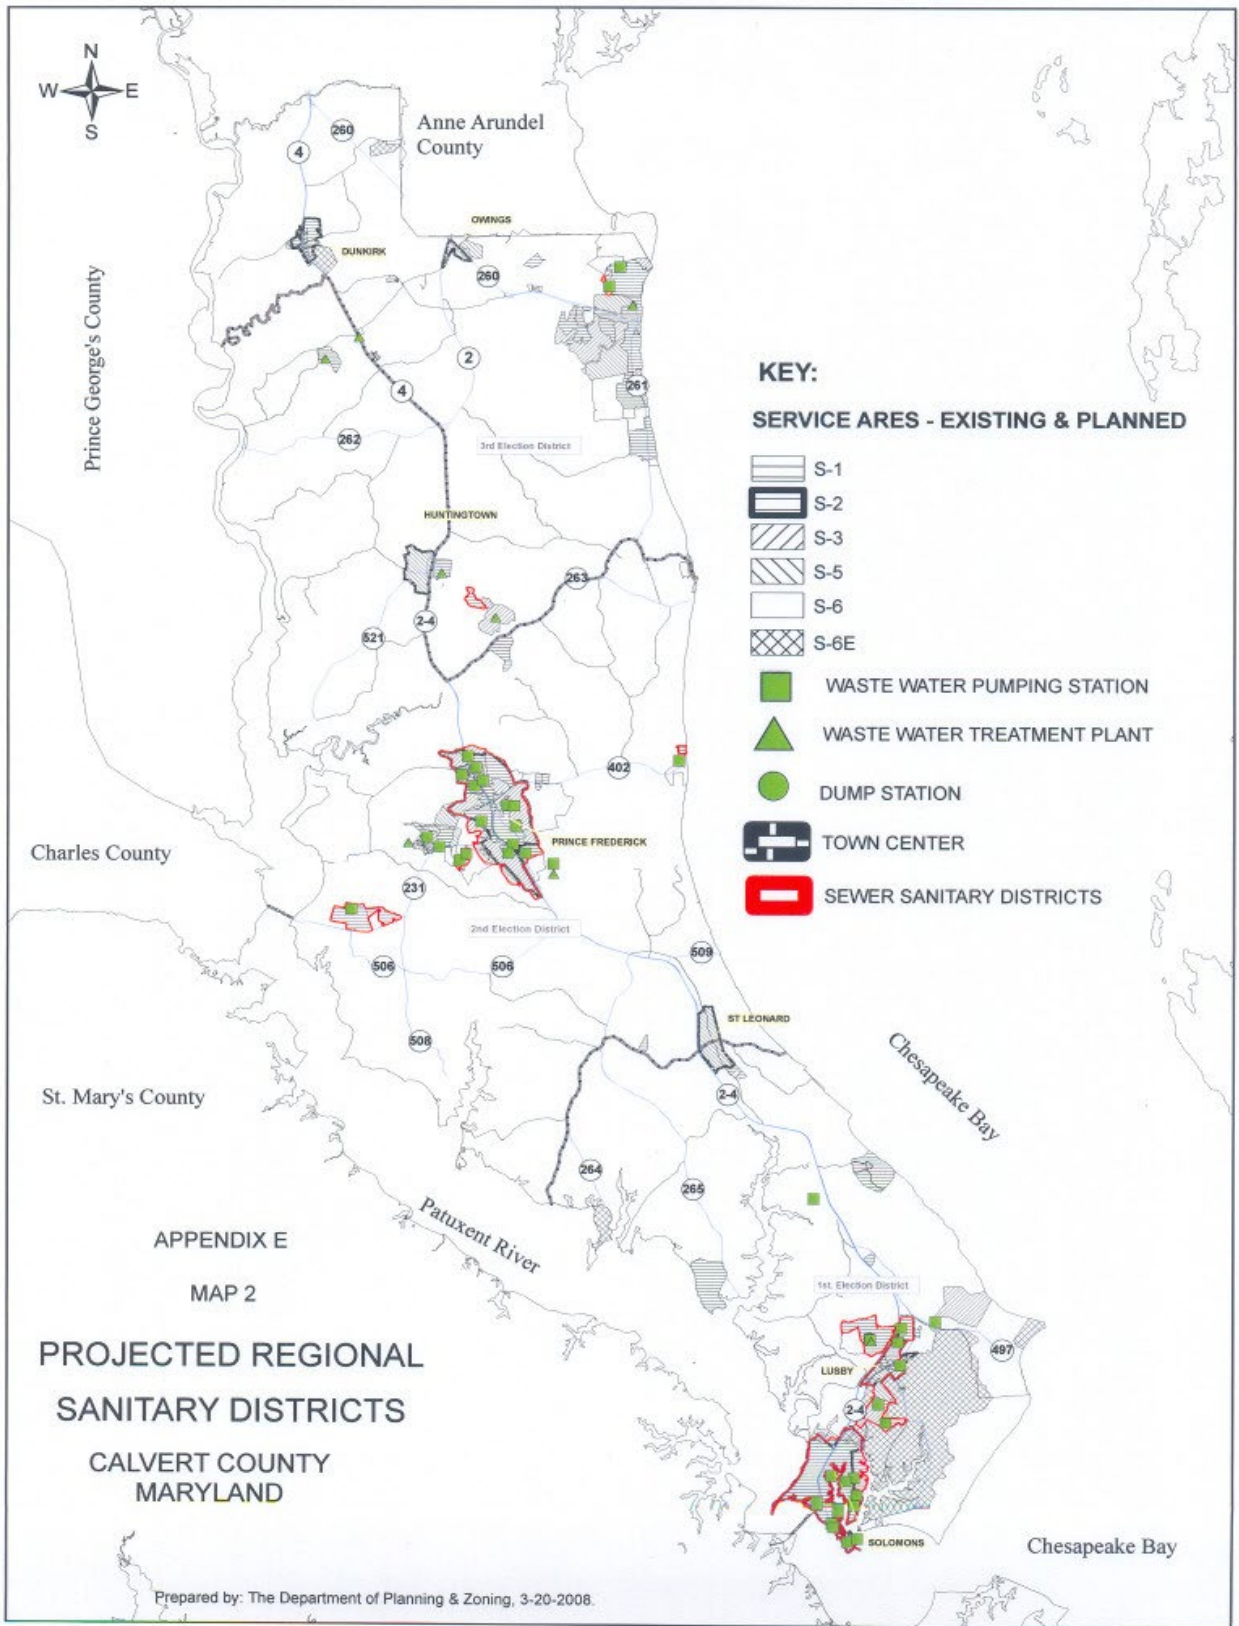 N
W E
S
Anne Arundel
County
260
4
OWINGS
DUNKIRK
260
Prince George's County
2
4
261
262
3rd Election District
HUNTINGTOWN
263
2-4
521
KEY:
SERVICE ARES - EXISTING & PLANNED
S-1
S-2
S-3
S-5
S-6
S-6E
WASTE WATER PUMPING STATION
WASTE WATER TREATMENT PLANT
DUMP STATION
TOWN CENTER
SEWER SANITARY DISTRICTS
402
PRINCE FREDERICK
Charles County
231
2nd Election District
506
506
509
ST LEONARD
508
Chesapeake Bay
St. Mary's County
2-4
264
265
Patuxent River
1st. Election District
497
LUSBY
2-4
SOLOMONS
Chesapeake Bay
APPENDIX E
MAP 2
PROJECTED REGIONAL
SANITARY DISTRICTS
CALVERT COUNTY
MARYLAND
Prepared by: The Department of Planning & Zoning, 3-20-2008.